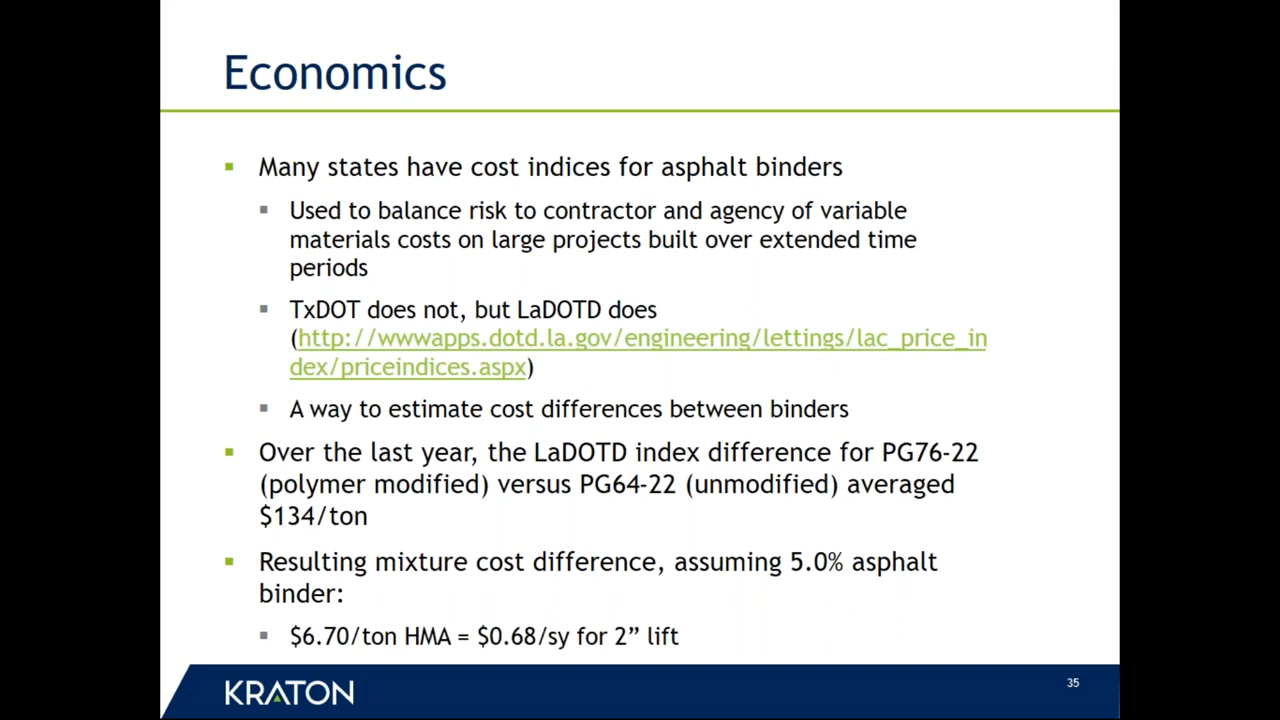 Economics
Many states have cost indices for asphalt binders
Used to balance risk to contractor and agency of variable
materials costs on large projects built over extended time
periods
TxDOT does not, but LaDOTD does
(http://wwwapps.dotd.la.gov/engineering/lettings/lac_price_in
dex/priceindices.aspx)
A way to estimate cost differences between binders
Over the last year, the LaDOTD index difference for PG76-22
(polymer modified) versus PG64-22 (unmodified) averaged
$134/ton
Resulting mixture cost difference, assuming 5.0% asphalt
binder:
$6.70/ton HMA = $0.68/sy for 2” lift
KRATON
35